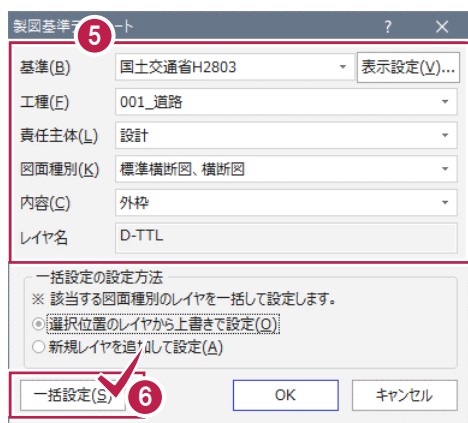 製図基準テ ート ? ×
5
基準(B) 国土交通省H2803 表示設定(V)...
工種(F) 001_道路
責任主体(L) 設計
図面種別(K) 標準横断図、横断図
内容(C) 外枠
レイヤ名 D-TTL
一括設定の設定方法
※ 該当する図面種別のレイヤを一括して設定します。
選択位置のレイヤから上書きで設定(O)
新規レイヤを追加して設定(A)
一括設定(S) 6 OK キャンセル